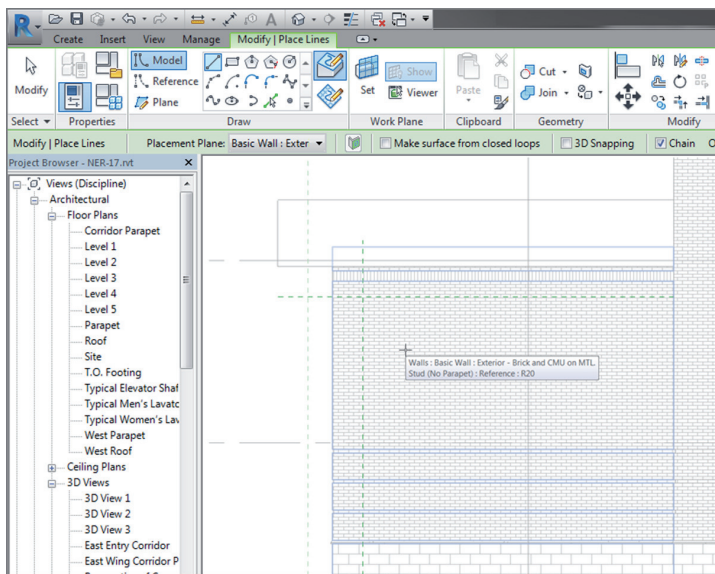 R
A
Create Insert View Manage Modify | Place Lines
Modify
Model
Reference
Plane
Set
Show
Viewer
Paste
Cut
Join
Select Properties Draw Work Plane Clipboard Geometry Modify
Modify | Place Lines Placement Plane: Basic Wall : Exter Make surface from closed loops 3D Snapping Chain O
Project Browser - NER-17.rvt
Views (Discipline)
Architectural
Floor Plans
Corridor Parapet
Level 1
Level 2
Level 3
Level 4
Level 5
Parapet
Roof
Site
T.O. Footing
Typical Elevator Shaf
Typical Men's Lavato
Typical Women's Lav
West Parapet
West Roof
Ceiling Plans
3D Views
3D View 1
3D View 2
3D View 3
East Entry Corridor
East Wing Corridor P
Walls : Basic Wall : Exterior - Brick and CMU on MTL.
Stud (No Parapet) : Reference : R20